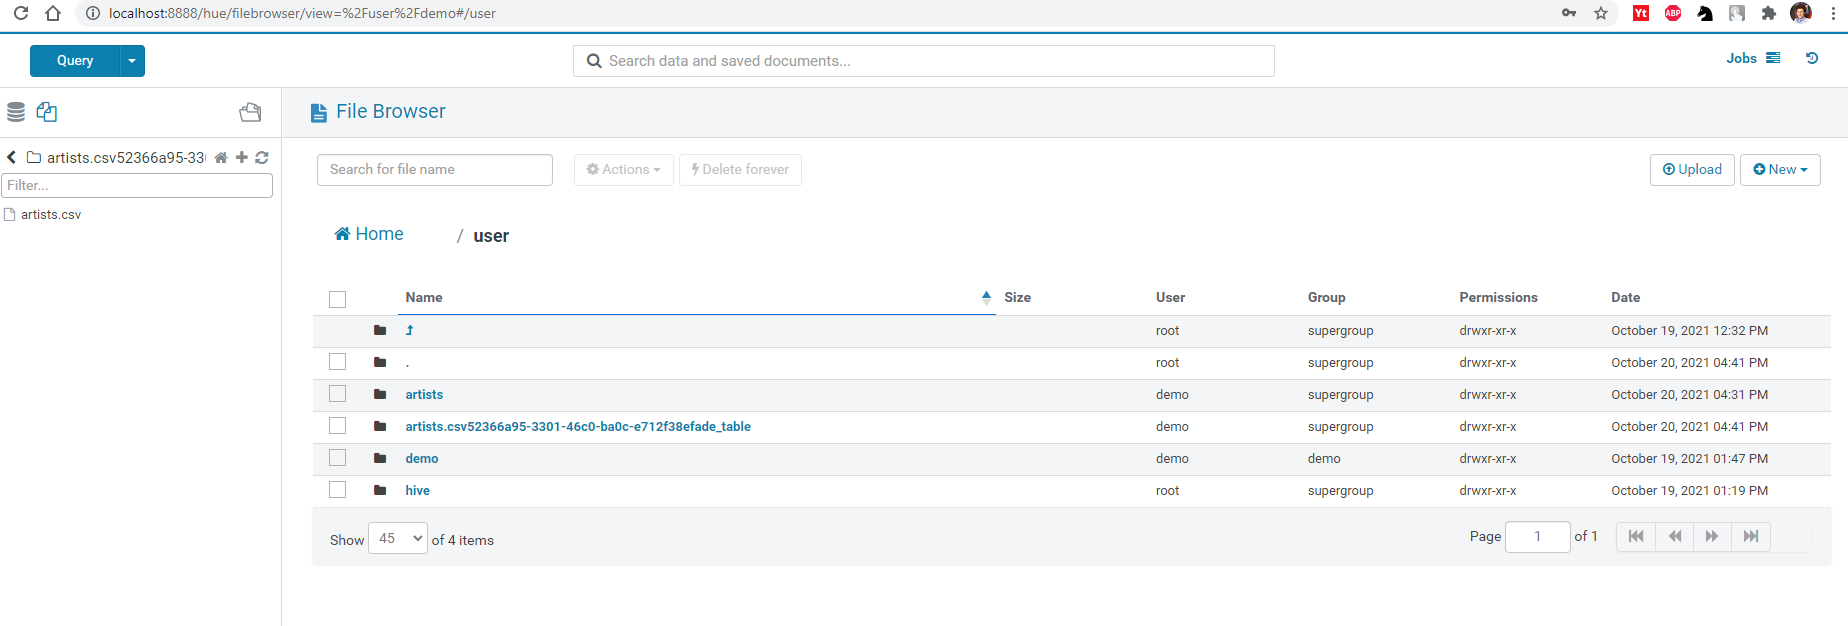 localhost:8888/hue/filebrowser/view=%2Fuser%2Fdemo#/user
Yt ABP
Query
Search data and saved documents...
Jobs
File Browser
artists.csv52366a95-330
Filter...
artists.csv
Search for file name
Actions
Delete forever
Upload
New
Home / user
Name Size User Group Permissions Date
root supergroup drwxr-xr-x October 19, 2021 12:32 PM
. root supergroup drwxr-xr-x October 20, 2021 04:41 PM
artists demo supergroup drwxr-xr-x October 20, 2021 04:31 PM
artists.csv52366a95-3301-46c0-ba0c-e712f38efade_table demo supergroup drwxr-xr-x October 20, 2021 04:41 PM
demo demo demo drwxr-xr-x October 19, 2021 01:47 PM
hive root supergroup drwxr-xr-x October 19, 2021 01:19 PM
Show 45 of 4 items
Page 1 of 1